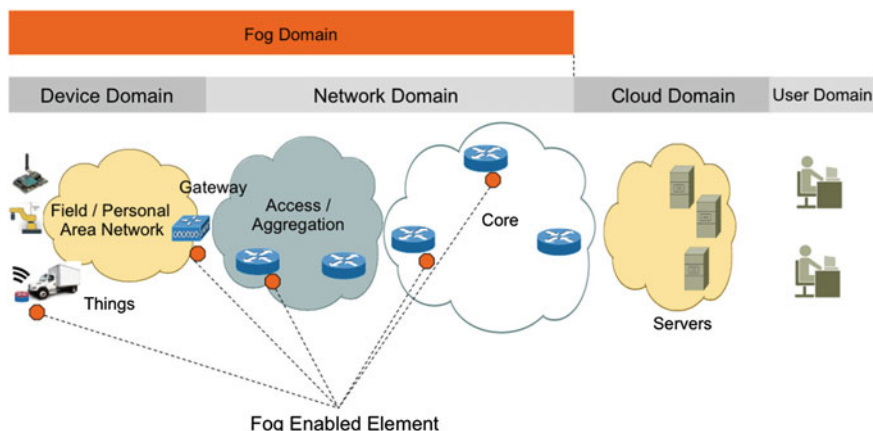 Fog Domain
Device Domain
Network Domain
Cloud Domain
User Domain
Gateway
Field / Personal
Area Network
Access /
Aggregation
Core
Things
Servers
Fog Enabled Element